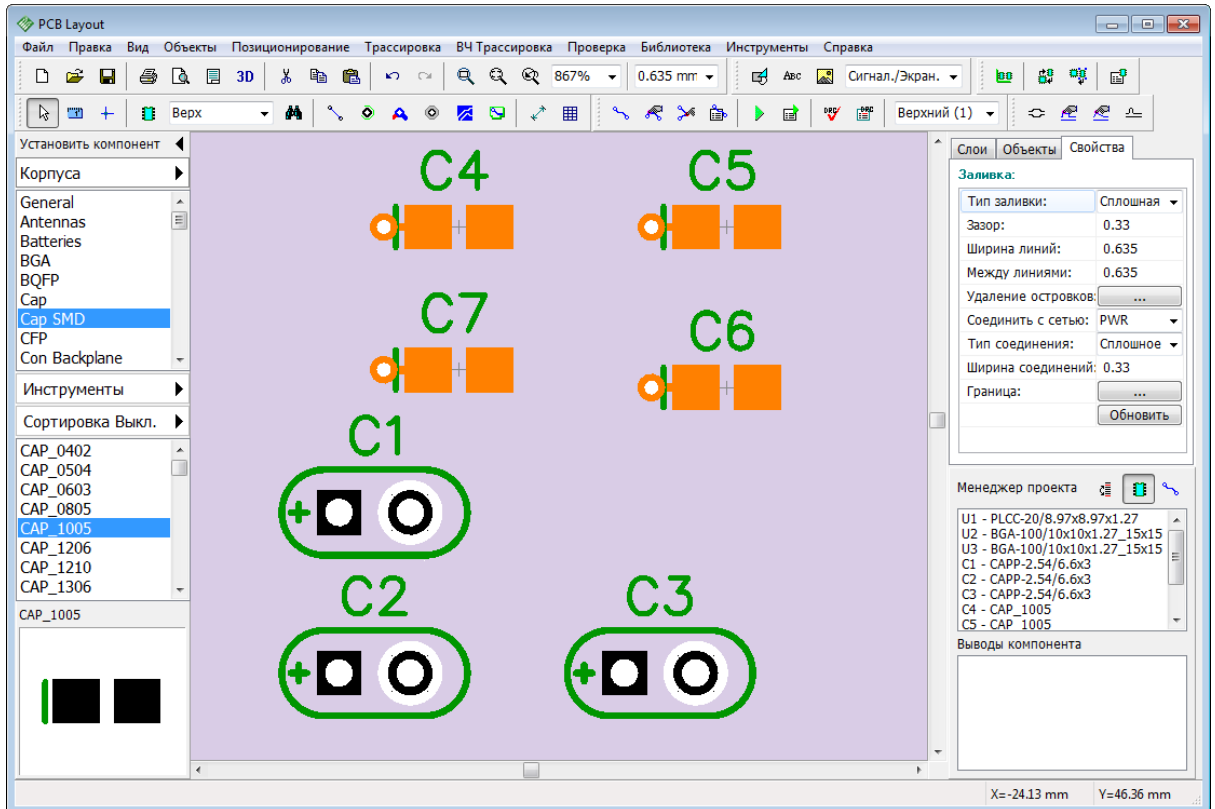 PCB Layout
Файл Правка Вид Объекты Позиционирование Трассировка ВЧ Трассировка Проверка Библиотека Инструменты Справка
3D 867% 0.635 mm ABC Сигнал./Экран.
Верх Верхний (1)
Установить компонент
Корпуса
General
Antennas
Batteries
BGA
BQFP
Cap
Cap SMD
CFP
Con Backplane
Инструменты
Сортировка Выкл.
CAP_0402
CAP_0504
CAP_0603
CAP_0805
CAP_1005
CAP_1206
CAP_1210
CAP_1306
CAP_1005
C4 C5
C7 C6
C1
+
C2 C3
+ +
Слои Объекты Свойства
Заливка:
Тип заливки: Сплошная
Зазор: 0.33
Ширина линий: 0.635
Между линиями: 0.635
Удаление островков: ...
Соединить с сетью: PWR
Тип соединения: Сплошное
Ширина соединений: 0.33
Граница: ...
Обновить
Менеджер проекта
U1 - PLCC-20/8.97x8.97x1.27
U2 - BGA-100/10x10x1.27_15x15
U3 - BGA-100/10x10x1.27_15x15
C1 - CAPP-2.54/6.6x3
C2 - CAPP-2.54/6.6x3
C3 - CAPP-2.54/6.6x3
C4 - CAP_1005
C5 - CAP_1005
Выводы компонента
X=-24.13 mm Y=46.36 mm